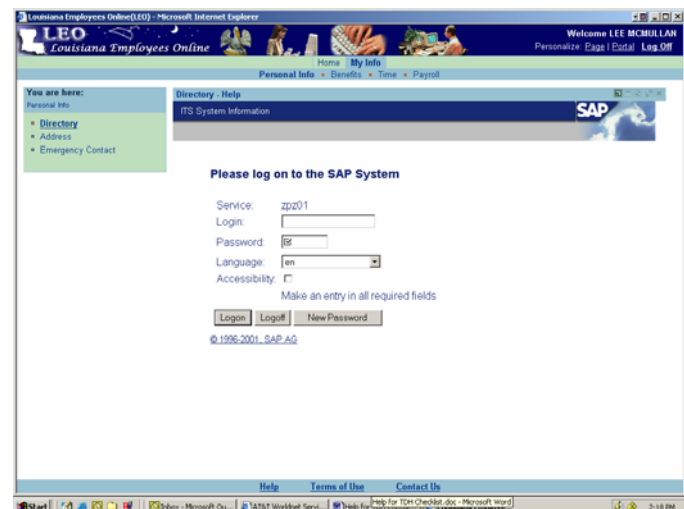 Louisiana Employees Online(LEO) - Microsoft Internet Explorer
LEO
Louisiana Employees Online
Welcome LEE MCMULLAN
Personalize: Page | Portal Log Off
Home My Info
Personal Info Benefits Time Payroll
You are here:
Personal Info
Directory
Address
Emergency Contact
Directory - Help
ITS System Information
SAP
Please log on to the SAP System
Service: zpz01
Login:
Password:
Language: en
Accessibility:
Make an entry in all required fields
Logon Logoff New Password
© 1996-2001, SAP AG
Help Terms of Use Contact Us
Help for TDH Checklist.doc - Microsoft Word
Start Inbox - Microsoft Ou... AT&T Worldnet Servi... Help for
2:18 PM